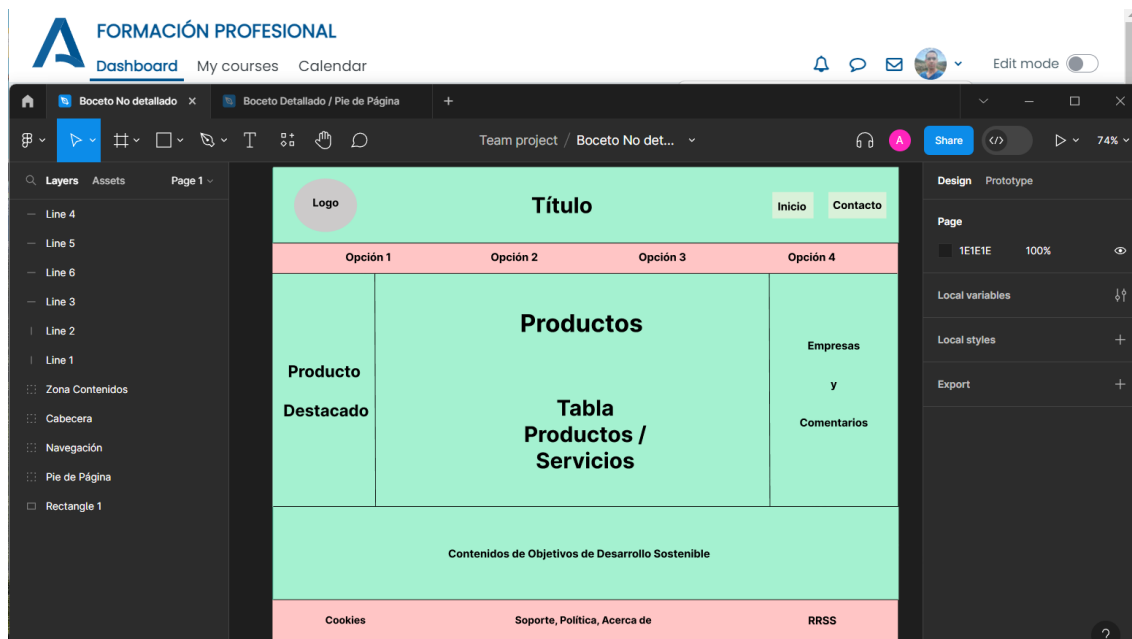 FORMACIÓN PROFESIONAL
Dashboard My courses Calendar
Edit mode
Boceto No detallado X
Boceto Detallado / Pie de Página
Team project / Boceto No det...
A
Share
74%
Layers Assets Page 1
Line 4
Line 5
Line 6
Line 3
Line 2
Line 1
Zona Contenidos
Cabecera
Navegación
Pie de Página
Rectangle 1
Logo
Título
Inicio
Contacto
Opción 1 Opción 2 Opción 3 Opción 4
Producto
Destacado
Productos
Tabla
Productos /
Servicios
Empresas
y
Comentarios
Contenidos de Objetivos de Desarrollo Sostenible
Cookies Soporte, Política, Acerca de RRSS
Design Prototype
Page
1E1E1E 100%
Local variables
Local styles
Export
?